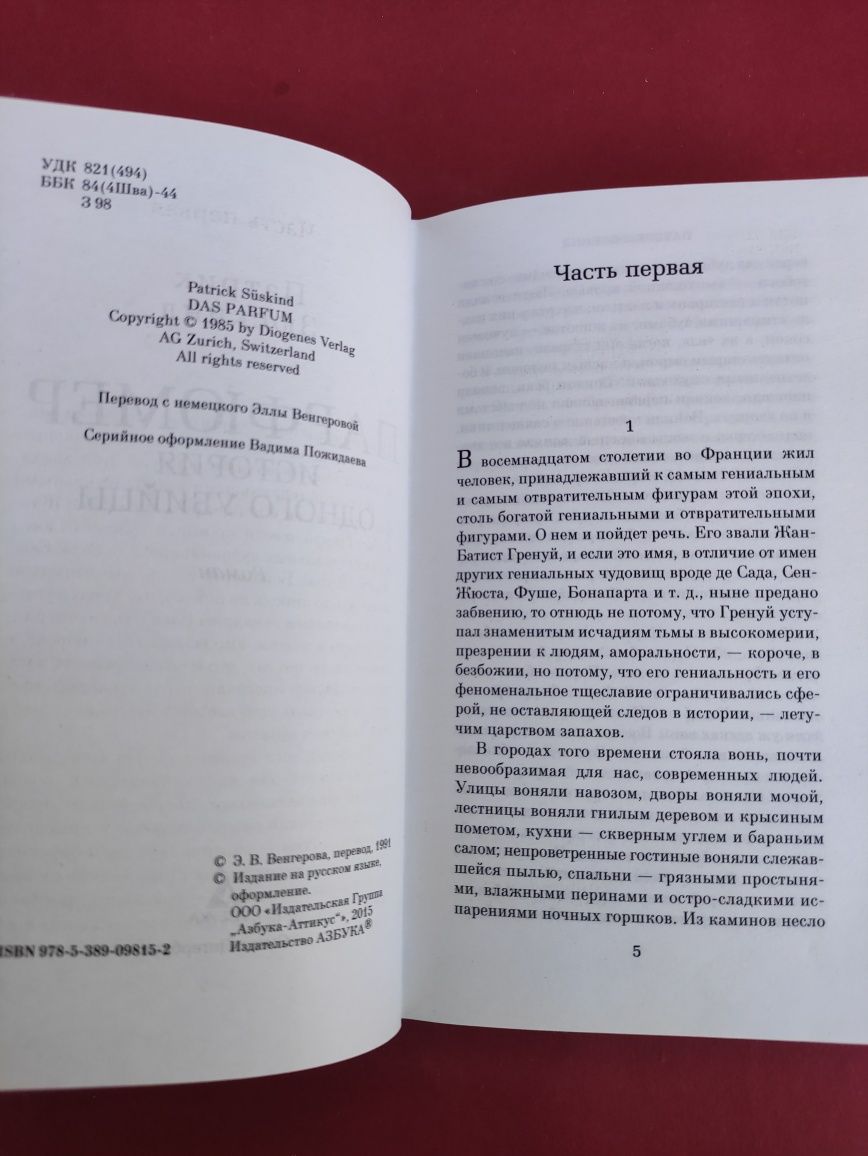 УДК 821(494)
ББК 84(4Шва)-44
З 98
Patrick Süskind
DAS PARFUM
Copyright © 1985 by Diogenes Verlag
AG Zurich, Switzerland
All rights reserved
Перевод с немецкого Эллы Венгеровой
Серийное оформление Вадима Пожидаева
© Э. В. Венгерова, перевод, 1991
© Издание на русском языке,
оформление.
ООО «Издательская Группа
„Азбука-Аттикус“», 2015
Издательство АЗБУКА®
ISBN 978-5-389-09815-2
Часть первая
1
В восемнадцатом столетии во Франции жил
человек, принадлежавший к самым гениальным
и самым отвратительным фигурам этой эпохи,
столь богатой гениальными и отвратительными
фигурами. О нем и пойдет речь. Его звали Жан-
Батист Гренуй, и если это имя, в отличие от имен
других гениальных чудовищ вроде де Сада, Сен-
Жюста, Фуше, Бонапарта и т. д., ныне предано
забвению, то отнюдь не потому, что Гренуй усту-
пал знаменитым исчадиям тьмы в высокомерии,
презрении к людям, аморальности, — короче, в
безбожии, но потому, что его гениальность и его
феноменальное тщеславие ограничивались сфе-
рой, не оставляющей следов в истории, — лету-
чим царством запахов.
В городах того времени стояла вонь, почти
невообразимая для нас, современных людей.
Улицы воняли навозом, дворы воняли мочой,
лестницы воняли гнилым деревом и крысиным
пометом, кухни — скверным углем и бараньим
салом; непроветренные гостиные воняли слежав-
шейся пылью, спальни — грязными простыня-
ми, влажными перинами и остро-сладкими ис-
парениями ночных горшков. Из каминов несло
5